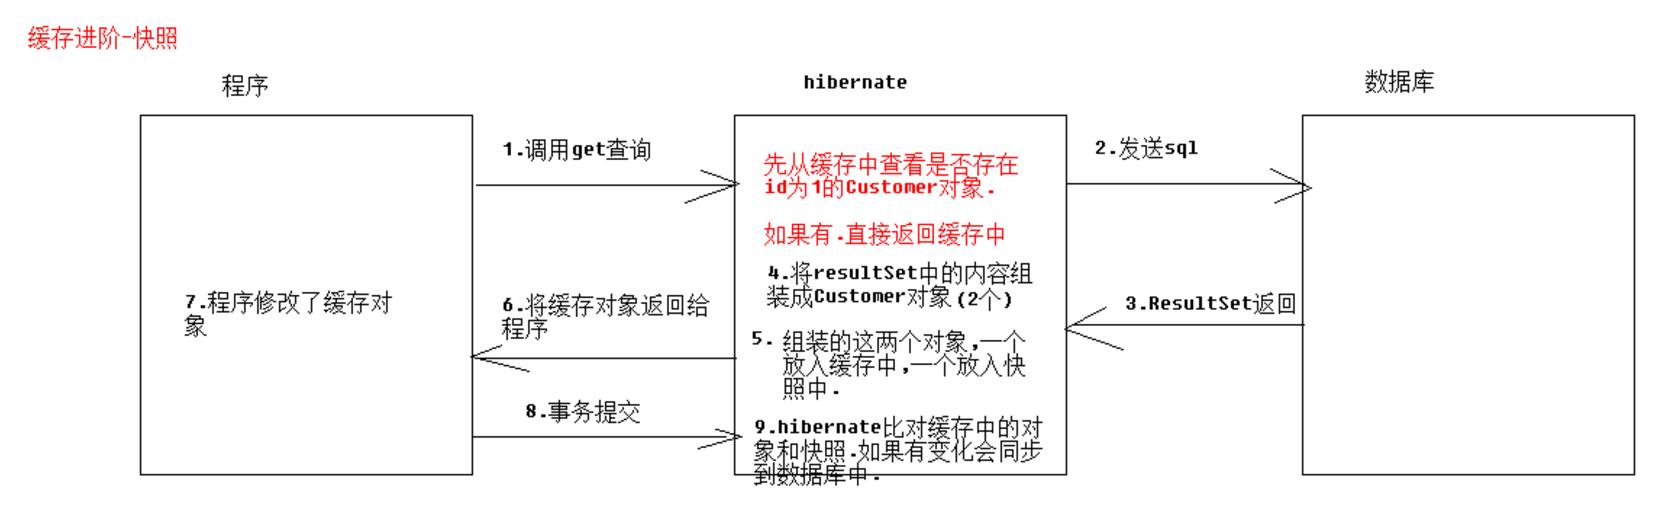 缓存进阶-快照
程序
hibernate
数据库
1.调用get查询
先从缓存中查看是否存在
id为1的Customer对象.
如果有.直接返回缓存中
2.发送sql
3.ResultSet返回
4.将resultSet中的内容组
装成Customer对象(2个)
5. 组装的这两个对象,一个
放入缓存中,一个放入快
照中.
6.将缓存对象返回给
程序
7.程序修改了缓存对
象
8.事务提交
9.hibernate比对缓存中的对
象和快照.如果有变化会同步
到数据库中.